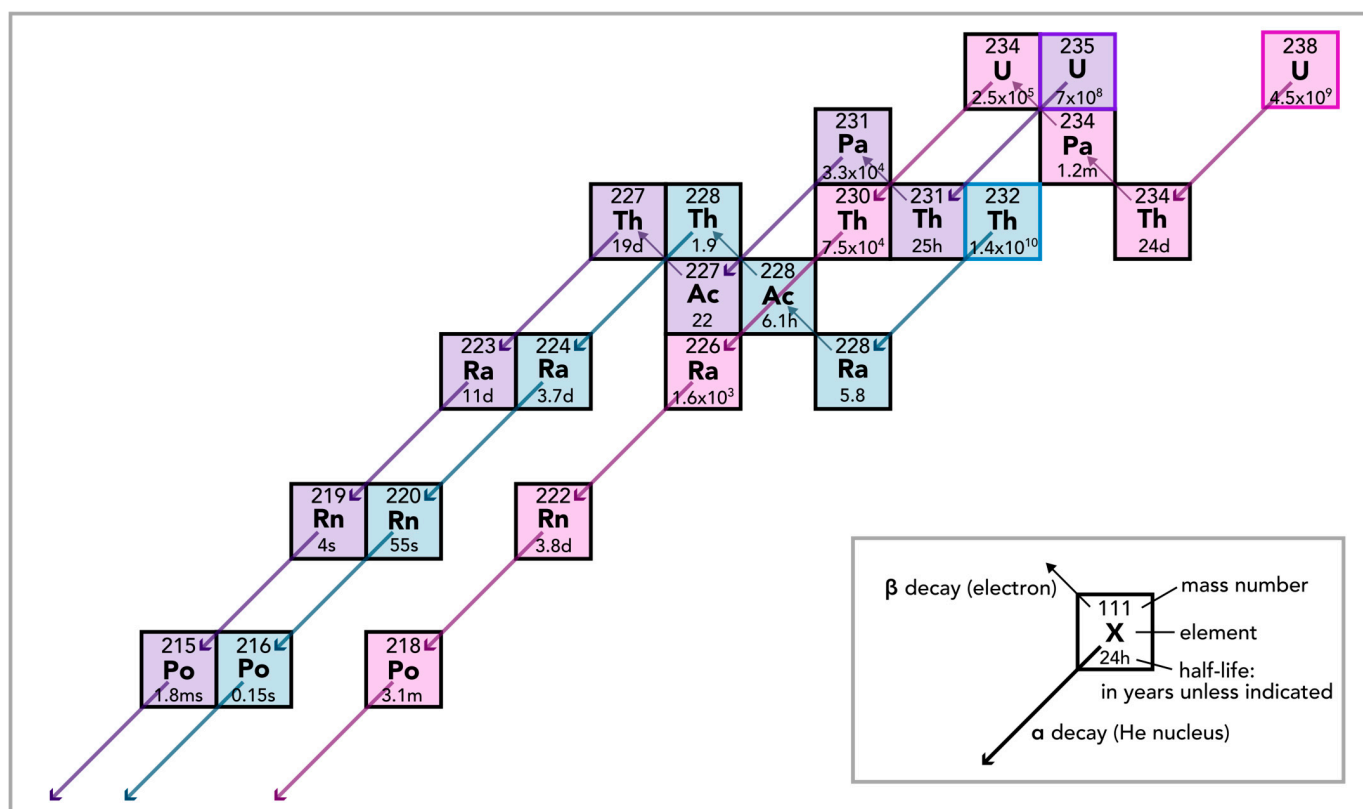 234
U
2.5x10⁵
235
U
7x10⁸
238
U
4.5x10⁹
231
Pa
3.3x10⁴
234
Pa
1.2m
227
Th
19d
228
Th
1.9
230
Th
7.5x10⁴
231
Th
25h
232
Th
1.4x10¹⁰
234
Th
24d
227
Ac
22
228
Ac
6.1h
223
Ra
11d
224
Ra
3.7d
226
Ra
1.6x10³
228
Ra
5.8
219
Rn
4s
220
Rn
55s
222
Rn
3.8d
215
Po
1.8ms
216
Po
0.15s
218
Po
3.1m
β decay (electron)
111
X
24h
mass number
element
half-life:
in years unless indicated
α decay (He nucleus)